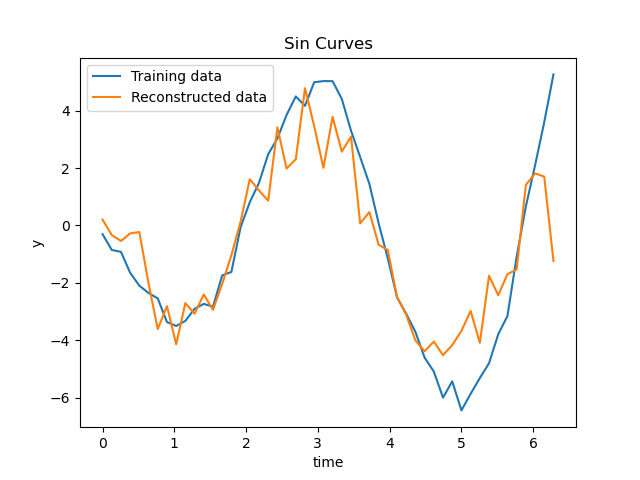 Sin Curves
Training data
Reconstructed data
4
2
0
−2
−4
−6
y
0 1 2 3 4 5 6
time